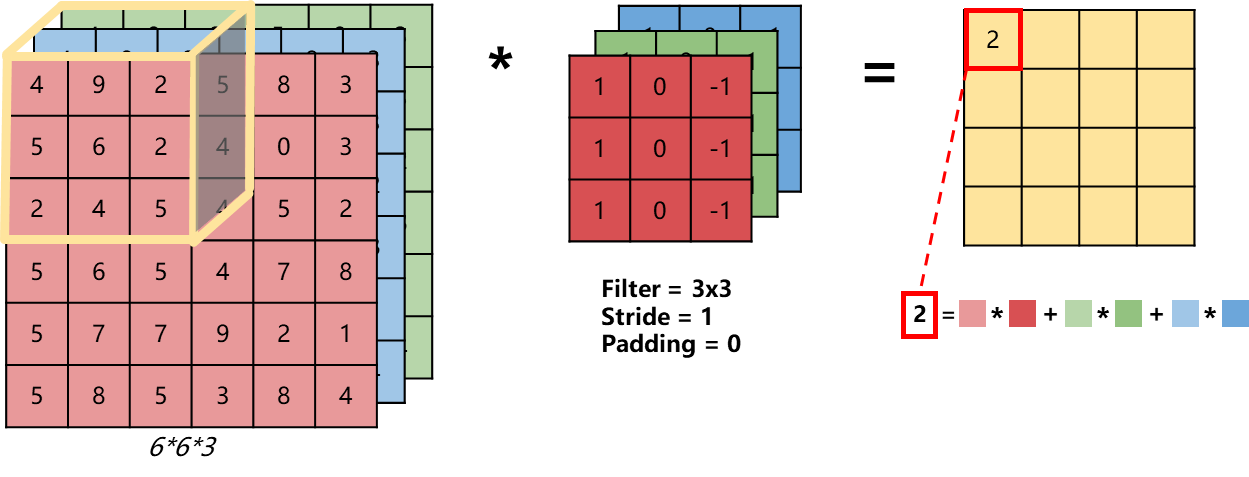 4 9 2 5 8 3
5 6 2 4 0 3
2 4 5 4 5 2
5 6 5 4 7 8
5 7 7 9 2 1
5 8 5 3 8 4
6*6*3
*
1 0 -1
1 0 -1
1 0 -1
Filter = 3x3
Stride = 1
Padding = 0
=
2
2 = * + * + *